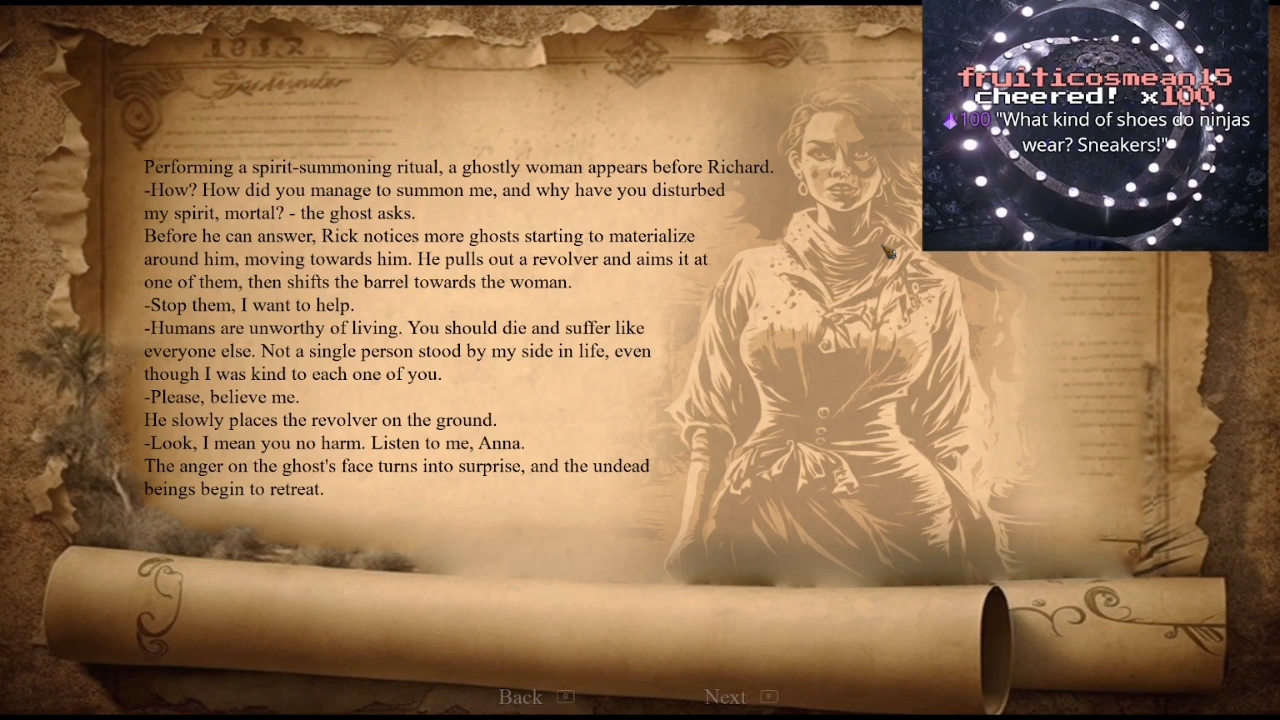 1852
Performing a spirit-summoning ritual, a ghostly woman appears before Richard.
-How? How did you manage to summon me, and why have you disturbed
my spirit, mortal? - the ghost asks.
Before he can answer, Rick notices more ghosts starting to materialize
around him, moving towards him. He pulls out a revolver and aims it at
one of them, then shifts the barrel towards the woman.
-Stop them, I want to help.
-Humans are unworthy of living. You should die and suffer like
everyone else. Not a single person stood by my side in life, even
though I was kind to each one of you.
-Please, believe me.
He slowly places the revolver on the ground.
-Look, I mean you no harm. Listen to me, Anna.
The anger on the ghost's face turns into surprise, and the undead
beings begin to retreat.
fruiticosmean15
cheered! x100
100 "What kind of shoes do ninjas
wear? Sneakers!"
Back
Next